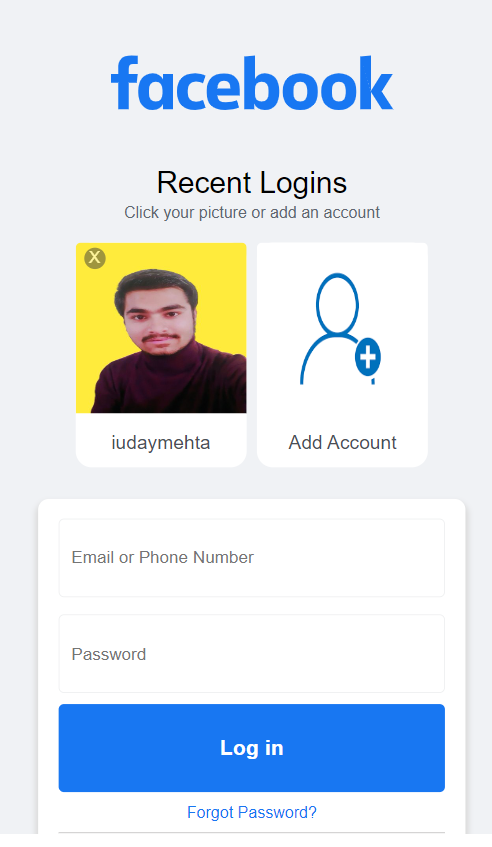 facebook
Recent Logins
Click your picture or add an account
X
iudaymehta
Add Account
Email or Phone Number
Password
Log in
Forgot Password?